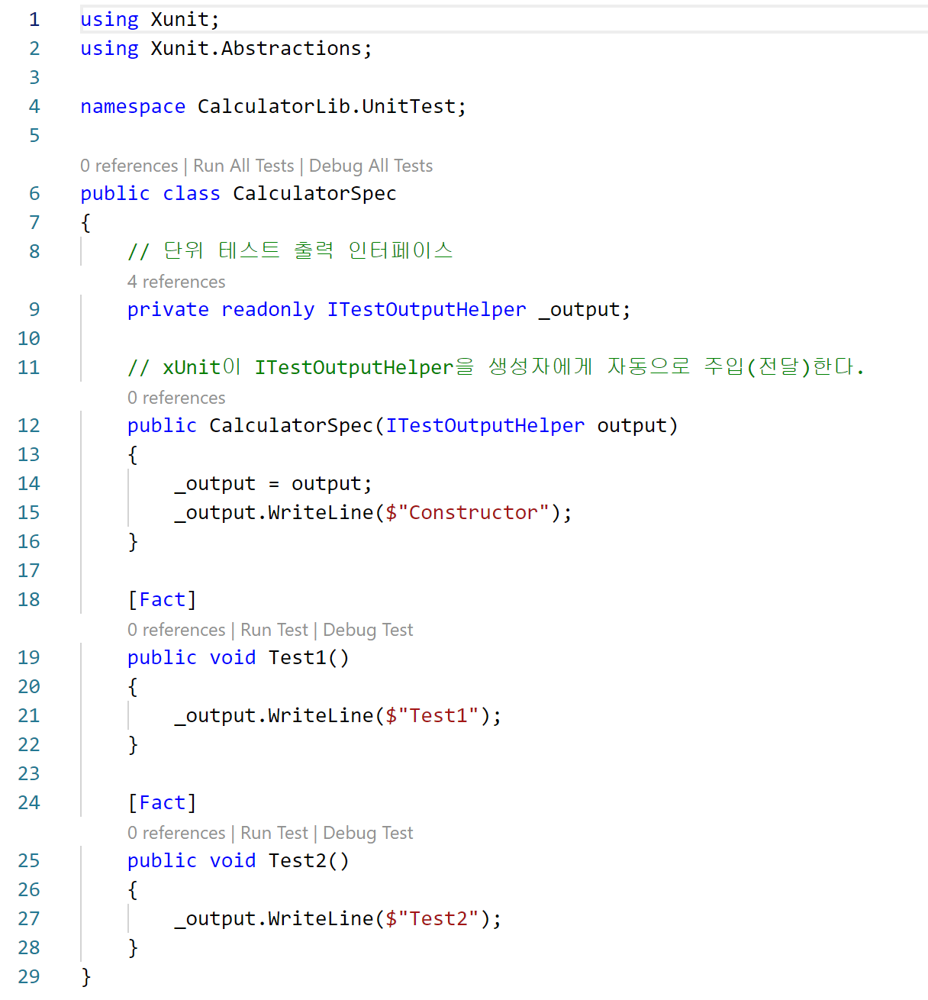 1 using Xunit;
2 using Xunit.Abstractions;
3
4 namespace CalculatorLib.UnitTest;
5
0 references | Run All Tests | Debug All Tests
6 public class CalculatorSpec
7 {
8 // 단위 테스트 출력 인터페이스
4 references
9 private readonly ITestOutputHelper _output;
10
11 // xUnit이 ITestOutputHelper을 생성자에게 자동으로 주입(전달)한다.
0 references
12 public CalculatorSpec(ITestOutputHelper output)
13 {
14 _output = output;
15 _output.WriteLine($"Constructor");
16 }
17
18 [Fact]
0 references | Run Test | Debug Test
19 public void Test1()
20 {
21 _output.WriteLine($"Test1");
22 }
23
24 [Fact]
0 references | Run Test | Debug Test
25 public void Test2()
26 {
27 _output.WriteLine($"Test2");
28 }
29 }